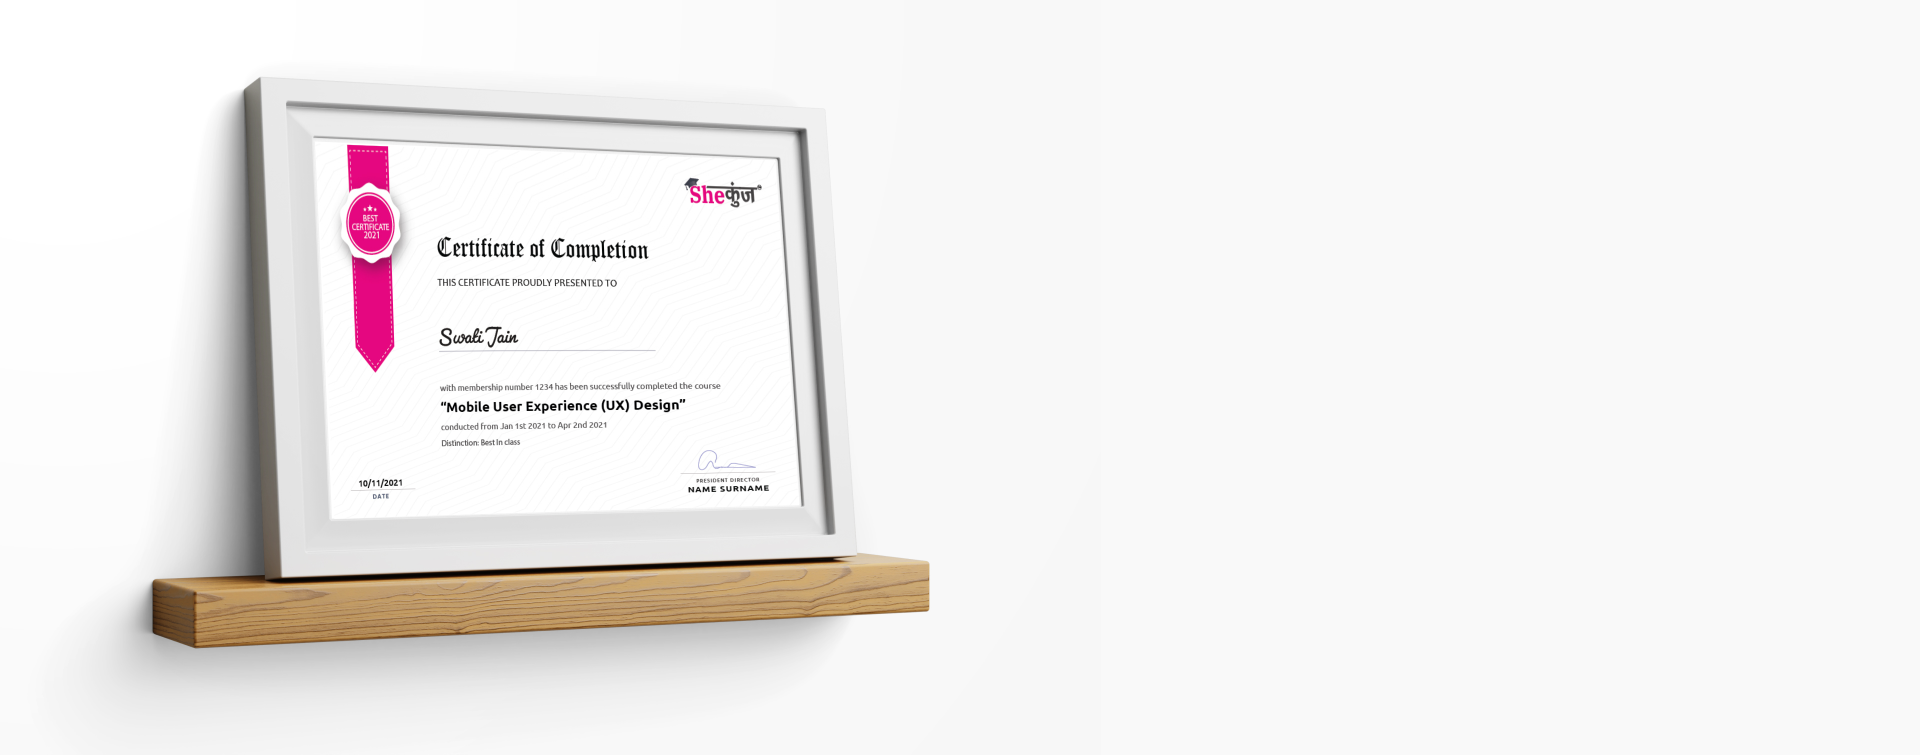 BEST
CERTIFICATE
2021
Sheकुंज
Certificate of Completion
THIS CERTIFICATE PROUDLY PRESENTED TO
Swati Jain
with membership number 1234 has been successfully completed the course
“Mobile User Experience (UX) Design”
conducted from Jan 1st 2021 to Apr 2nd 2021
Distinction: Best In class
10/11/2021
DATE
PRESIDENT DIRECTOR
NAME SURNAME